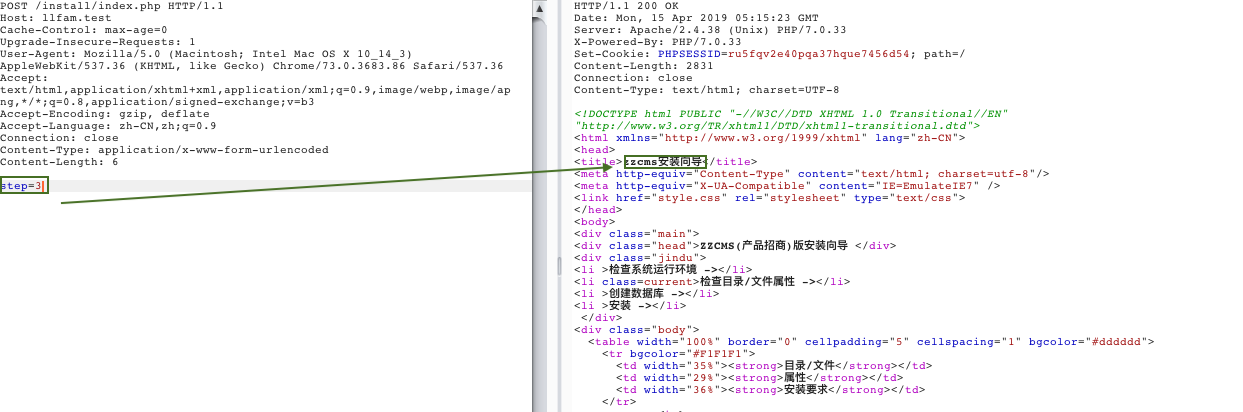 POST /install/index.php HTTP/1.1
Host: llfam.test
Cache-Control: max-age=0
Upgrade-Insecure-Requests: 1
User-Agent: Mozilla/5.0 (Macintosh; Intel Mac OS X 10_14_3)
AppleWebKit/537.36 (KHTML, like Gecko) Chrome/73.0.3683.86 Safari/537.36
Accept:
text/html,application/xhtml+xml,application/xml;q=0.9,image/webp,image/ap
ng,*/*;q=0.8,application/signed-exchange;v=b3
Accept-Encoding: gzip, deflate
Accept-Language: zh-CN,zh;q=0.9
Connection: close
Content-Type: application/x-www-form-urlencoded
Content-Length: 6
step=3
HTTP/1.1 200 OK
Date: Mon, 15 Apr 2019 05:15:23 GMT
Server: Apache/2.4.38 (Unix) PHP/7.0.33
X-Powered-By: PHP/7.0.33
Set-Cookie: PHPSESSID=ru5fqv2e40pqa37hque7456d54; path=/
Content-Length: 2831
Connection: close
Content-Type: text/html; charset=UTF-8
<!DOCTYPE html PUBLIC "-//W3C//DTD XHTML 1.0 Transitional//EN"
"http://www.w3.org/TR/xhtml1/DTD/xhtml1-transitional.dtd">
<html xmlns="http://www.w3.org/1999/xhtml" lang="zh-CN">
<head>
<title>zzcms安装向导</title>
<meta http-equiv="Content-Type" content="text/html; charset=utf-8"/>
<meta http-equiv="X-UA-Compatible" content="IE=EmulateIE7" />
<link href="style.css" rel="stylesheet" type="text/css">
</head>
<body>
<div class="main">
<div class="head">ZZCMS(产品招商)版安装向导 </div>
<div class="jindu">
<li >检查系统运行环境 -></li>
<li class=current>检查目录/文件属性 -></li>
<li >创建数据库 -></li>
<li >安装 -></li>
</div>
<div class="body">
<table width="100%" border="0" cellpadding="5" cellspacing="1" bgcolor="#dddddd">
<tr bgcolor="#F1F1F1">
<td width="35%"><strong>目录/文件</strong></td>
<td width="29%"><strong>属性</strong></td>
<td width="36%"><strong>安装要求</strong></td>
</tr>